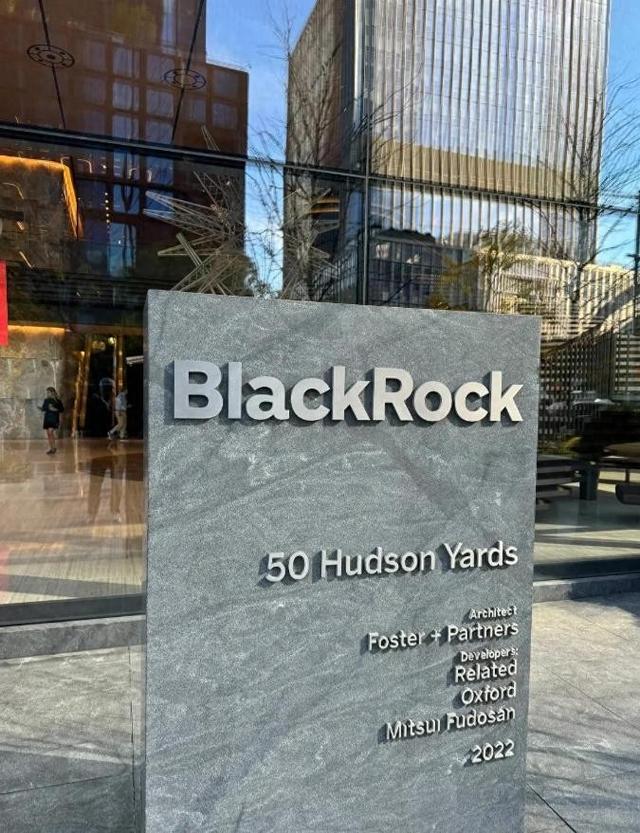 BlackRock
50 Hudson Yards
Architect
Foster + Partners
Developers:
Related
Oxford
Mitsui Fudosan
2022